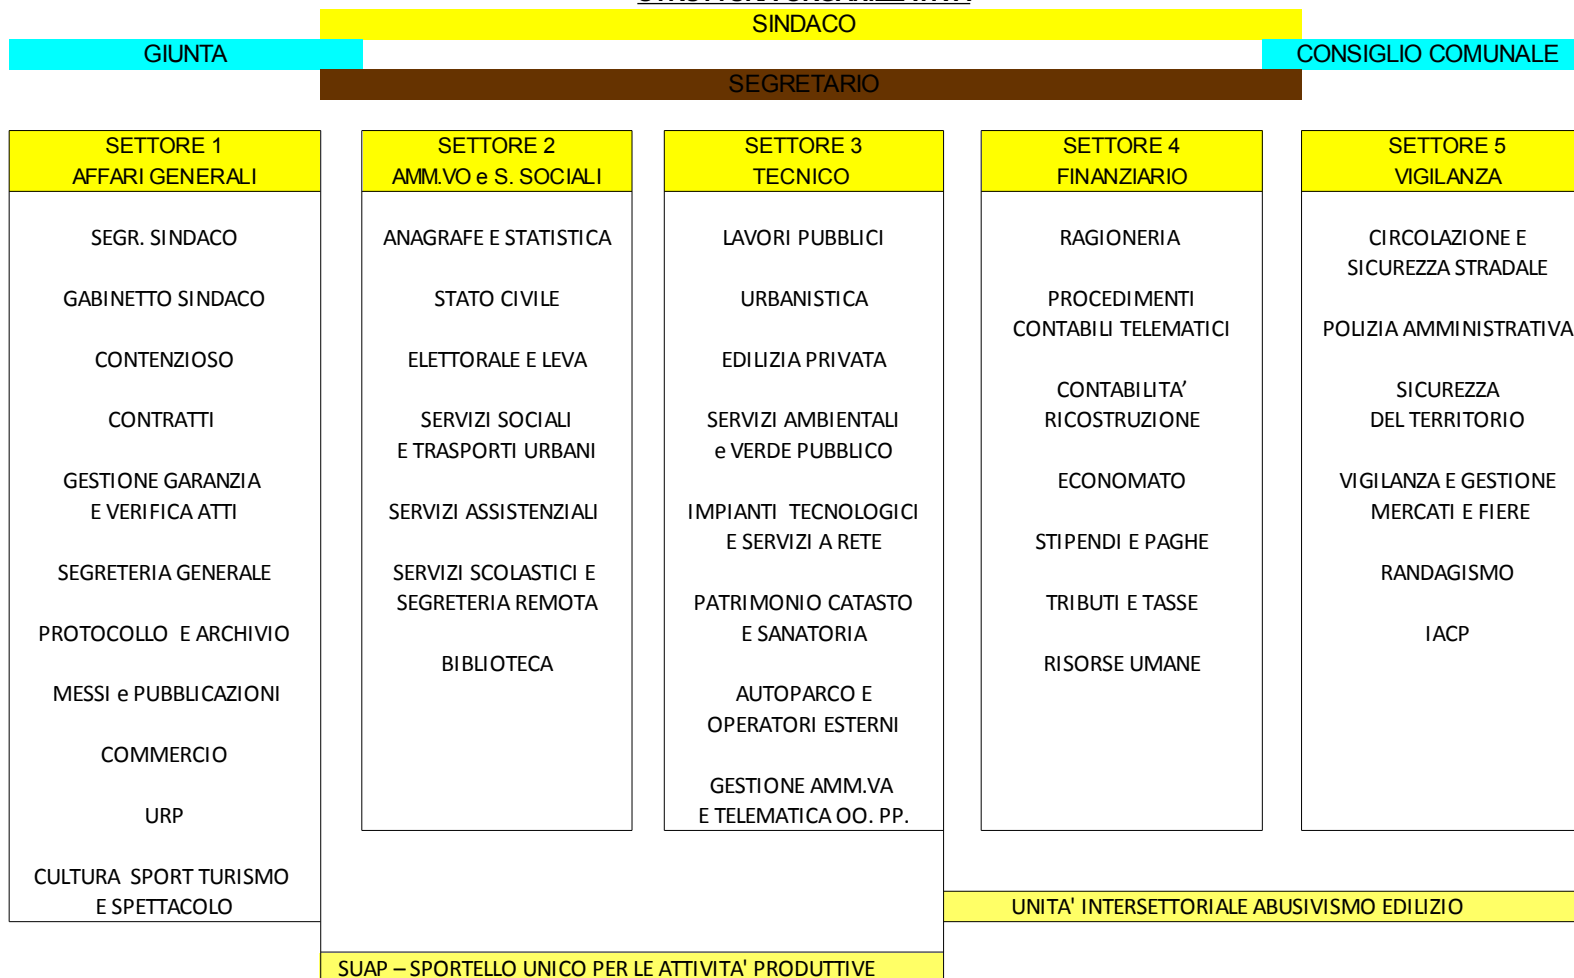 STRUTTURA ORGANIZZATIVA
SINDACO
GIUNTA
CONSIGLIO COMUNALE
SEGRETARIO
SETTORE 1
AFFARI GENERALI
SEGR. SINDACO
GABINETTO SINDACO
CONTENZIOSO
CONTRATTI
GESTIONE GARANZIA
E VERIFICA ATTI
SEGRETERIA GENERALE
PROTOCOLLO E ARCHIVIO
MESSI e PUBBLICAZIONI
COMMERCIO
URP
CULTURA SPORT TURISMO
E SPETTACOLO
SETTORE 2
AMM.VO e S. SOCIALI
ANAGRAFE E STATISTICA
STATO CIVILE
ELETTORALE E LEVA
SERVIZI SOCIALI
E TRASPORTI URBANI
SERVIZI ASSISTENZIALI
SERVIZI SCOLASTICI E
SEGRETERIA REMOTA
BIBLIOTECA
SETTORE 3
TECNICO
LAVORI PUBBLICI
URBANISTICA
EDILIZIA PRIVATA
SERVIZI AMBIENTALI
e VERDE PUBBLICO
IMPIANTI TECNOLOGICI
E SERVIZI A RETE
PATRIMONIO CATASTO
E SANATORIA
AUTOPARCO E
OPERATORI ESTERNI
GESTIONE AMM.VA
E TELEMATICA OO. PP.
SETTORE 4
FINANZIARIO
RAGIONERIA
PROCEDIMENTI
CONTABILI TELEMATICI
CONTABILITA’
RICOSTRUZIONE
ECONOMATO
STIPENDI E PAGHE
TRIBUTI E TASSE
RISORSE UMANE
SETTORE 5
VIGILANZA
CIRCOLAZIONE E
SICUREZZA STRADALE
POLIZIA AMMINISTRATIVA
SICUREZZA
DEL TERRITORIO
VIGILANZA E GESTIONE
MERCATI E FIERE
RANDAGISMO
IACP
UNITA' INTERSETTORIALE ABUSIVISMO EDILIZIO
SUAP – SPORTELLO UNICO PER LE ATTIVITA' PRODUTTIVE